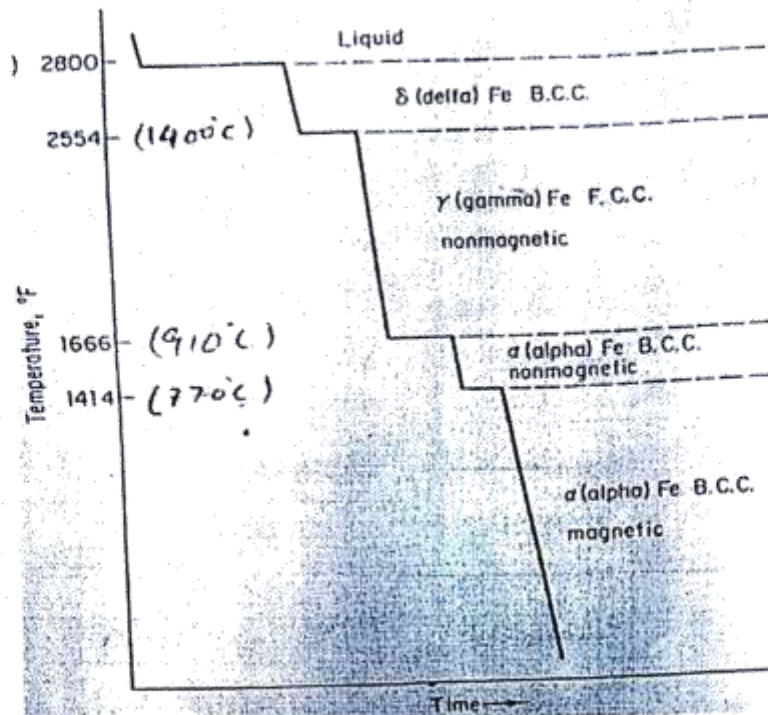 Liquid
) 2800
δ (delta) Fe B.C.C.
2554 (1400°C)
γ (gamma) Fe F.C.C.
nonmagnetic
Temperature, °F
1666 (910°C)
α (alpha) Fe B.C.C.
nonmagnetic
1414 (770°C)
α (alpha) Fe B.C.C.
magnetic
Time